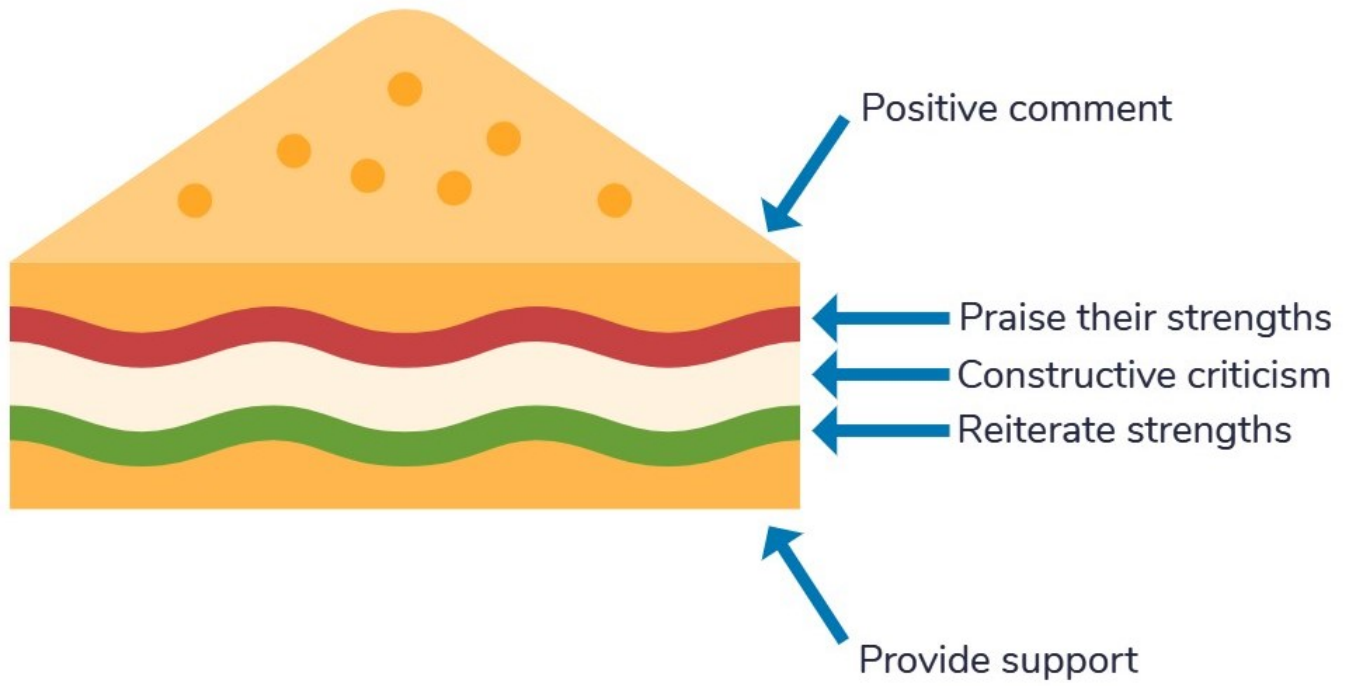 Positive comment
Praise their strengths
Constructive criticism
Reiterate strengths
Provide support